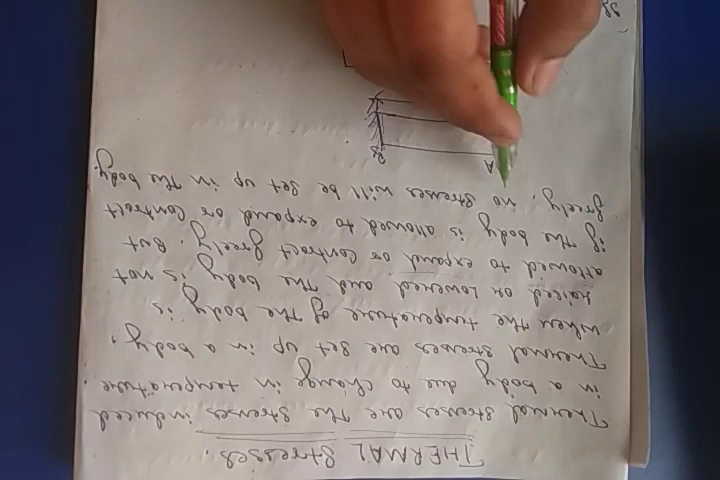 THERMAL Stresses.
Thermal stresses are the stresses induced
in a body due to change in temperature.
Thermal stresses are set up in a body,
when the temperature of the body is
raised or lowered and the body is not
allowed to expand or contract freely. But
if the body is allowed to expand or contract
freely, no stresses will be set up in the body.
A B